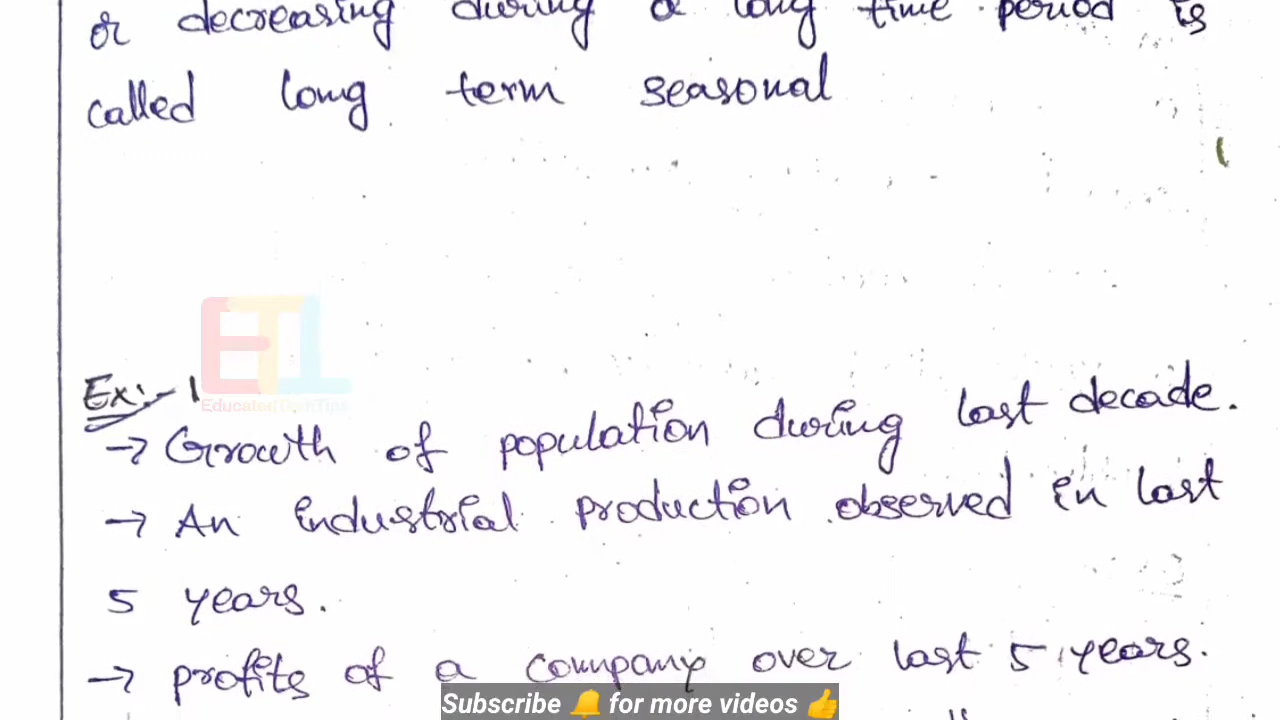 or decreasing during a long time period is
called long term seasonal
Ex:- 1
EducatedTechTips
→ Growth of population during last decade.
→ An industrial production observed in last
5 years.
→ profits of a company over last 5 years.
Subscribe 🔔 for more videos 👍